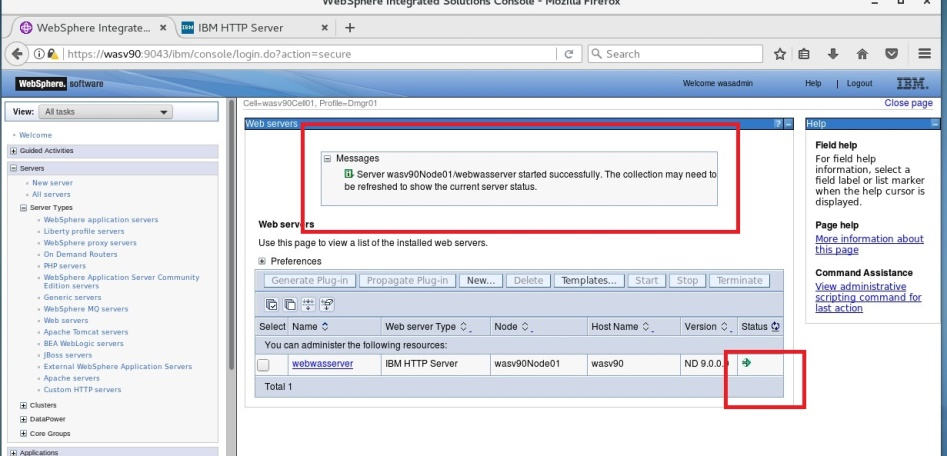 WebSphere Integrated Solutions Console - Mozilla Firefox
WebSphere Integrate... × IBM HTTP Server × +
https://wasv90:9043/ibm/console/login.do?action=secure Search
WebSphere. software Welcome wasadmin Help Logout IBM.
View: All tasks
Welcome
Guided Activities
Servers
New server
All servers
Server Types
WebSphere application servers
Liberty profile servers
WebSphere proxy servers
On Demand Routers
PHP servers
WebSphere Application Server Community
Edition servers
Generic servers
WebSphere MQ servers
Web servers
Apache Tomcat servers
BEA WebLogic servers
JBoss servers
External WebSphere Application Servers
Apache servers
Custom HTTP servers
Clusters
DataPower
Core Groups
Applications
Cell=wasv90Cell01, Profile=Dmgr01 Close page
Web servers ? –
Messages
Server wasv90Node01/webwasserver started successfully. The collection may need to
be refreshed to show the current server status.
Web servers
Use this page to view a list of the installed web servers.
Preferences
Generate Plug-in Propagate Plug-in New... Delete Templates... Start Stop Terminate
Select Name Web server Type Node Host Name Version Status
You can administer the following resources:
webwasserver IBM HTTP Server wasv90Node01 wasv90 ND 9.0.0.
Total 1
Help
Field help
For field help
information, select a
field label or list marker
when the help cursor is
displayed.
Page help
More information about
this page
Command Assistance
View administrative
scripting command for
last action